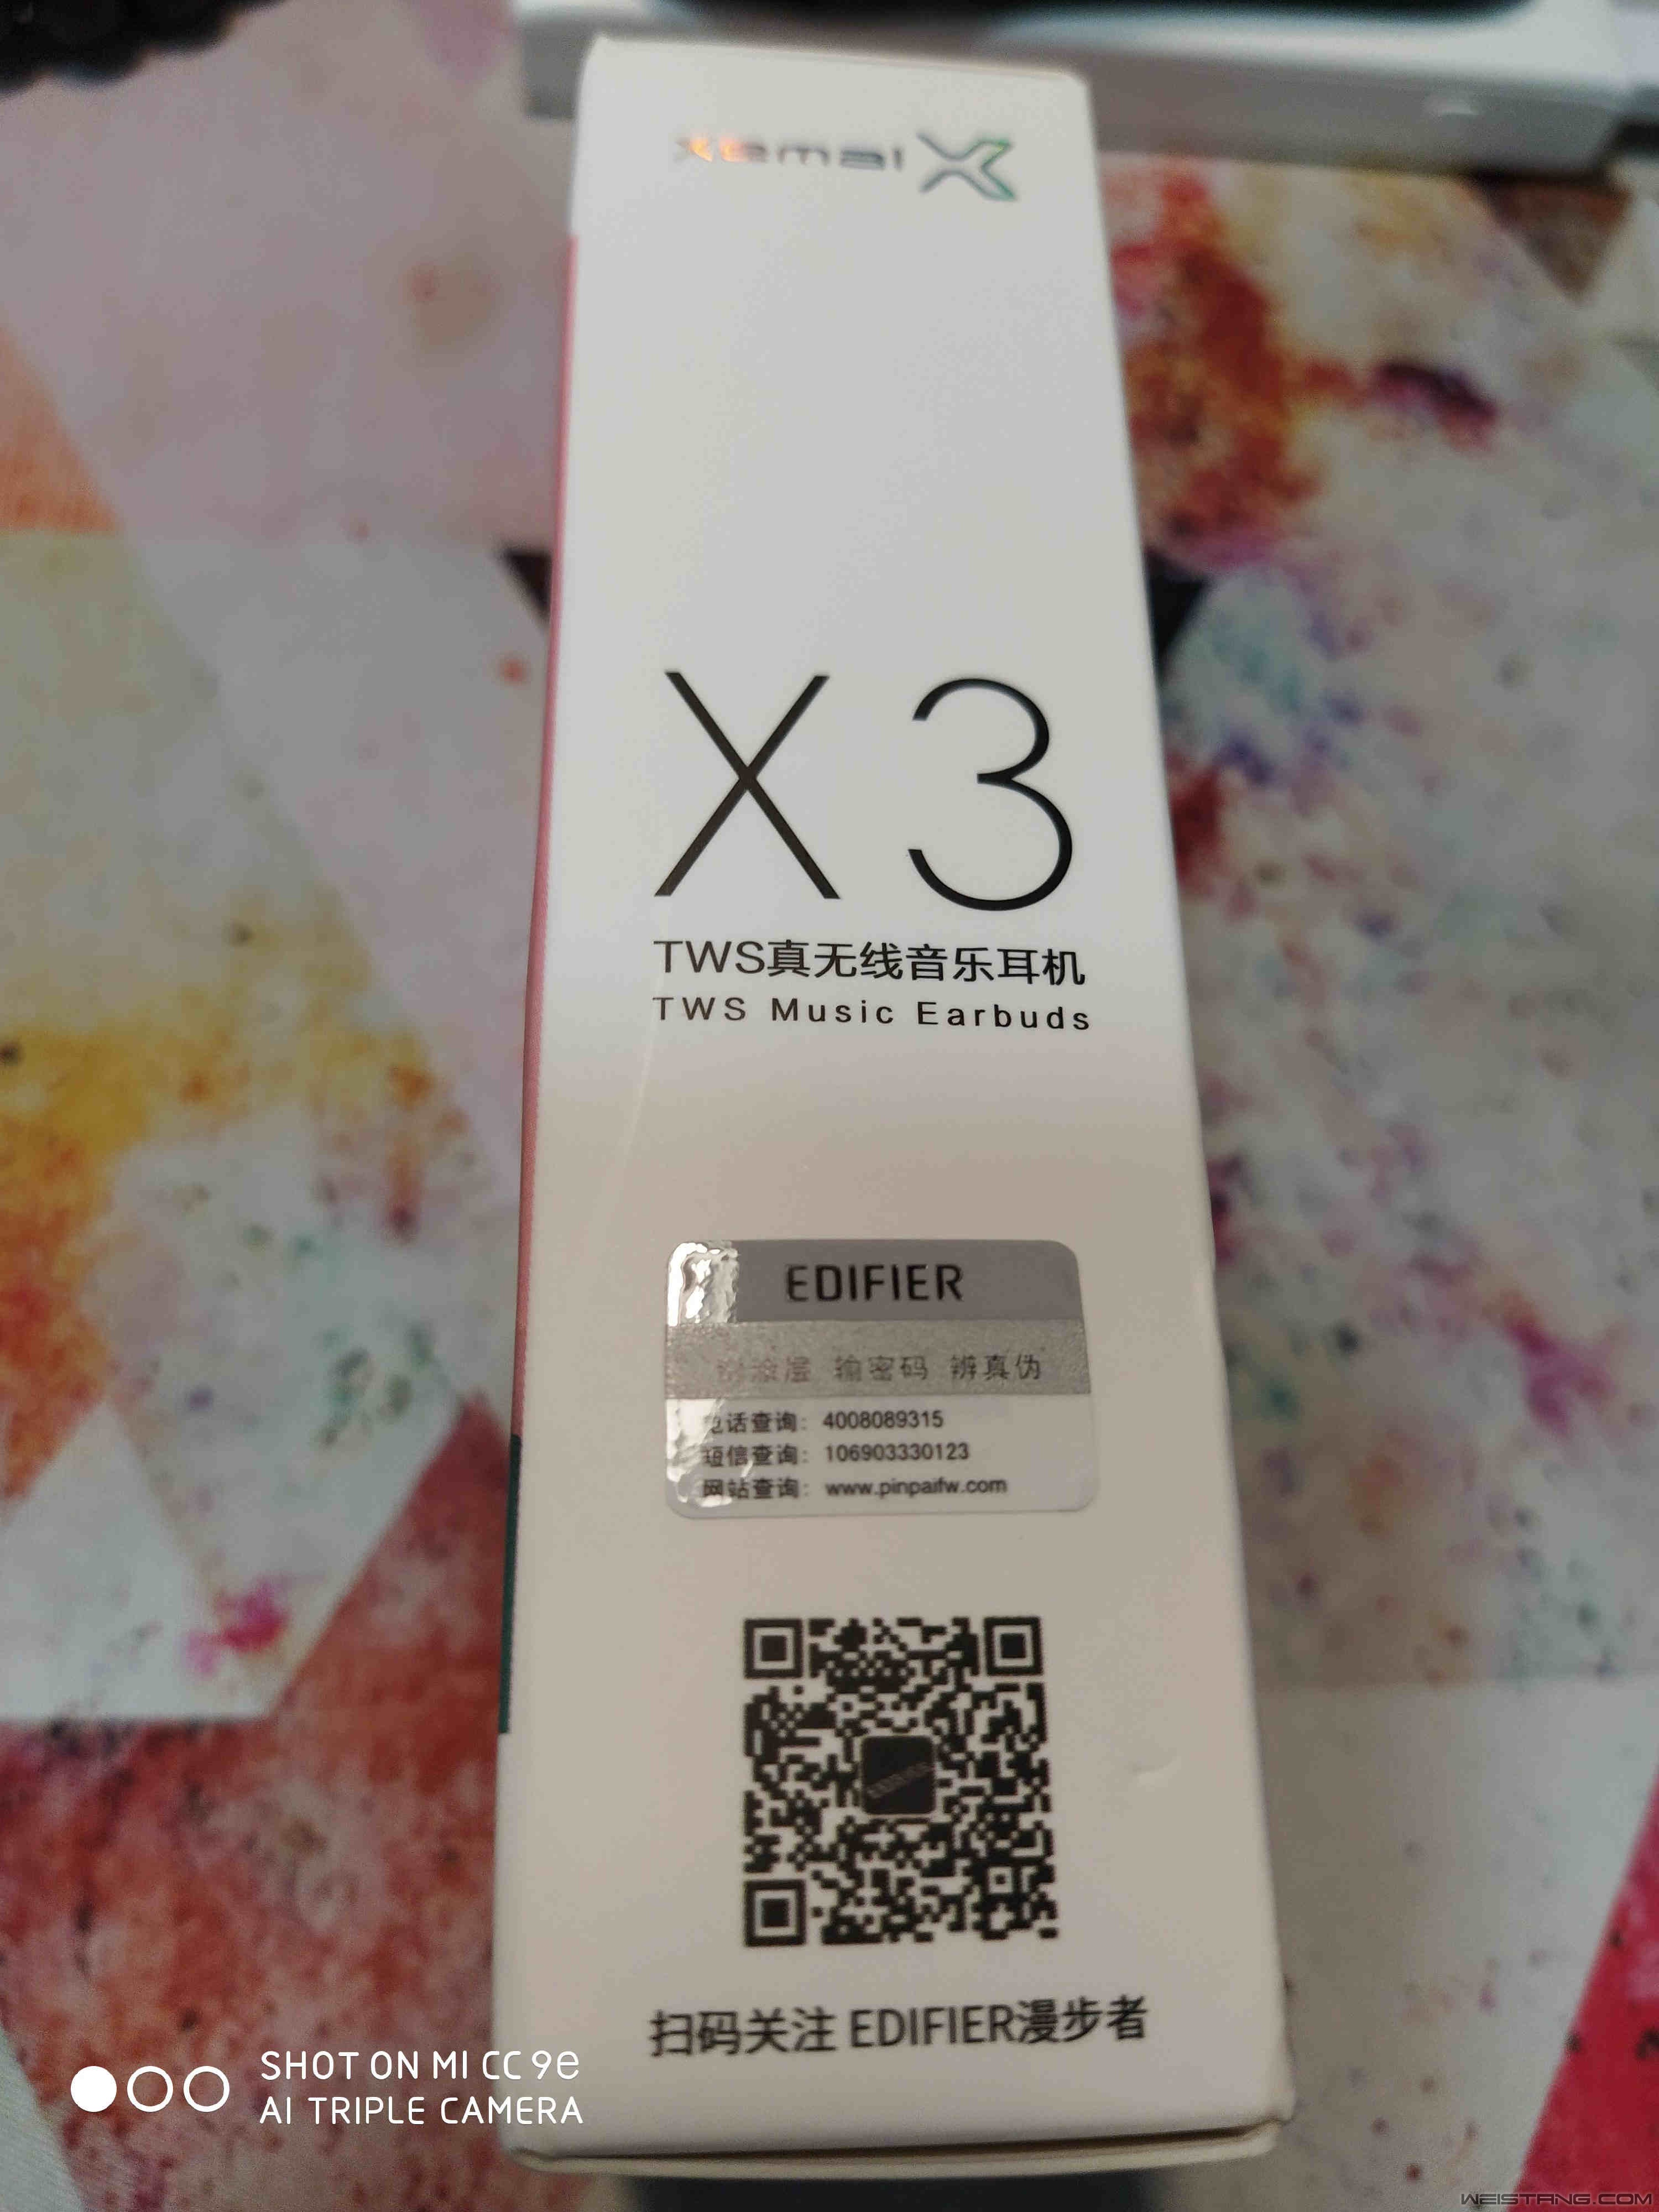 xemal
X3
TWS真无线音乐耳机
TWS Music Earbuds
EDIFIER
刮涂层 输密码 辨真伪
电话查询: 4008089315
短信查询: 106903330123
网站查询: www.pinpaifw.com
扫码关注 EDIFIER漫步者
SHOT ON MI CC 9e
AI TRIPLE CAMERA
WEISTANG.COM